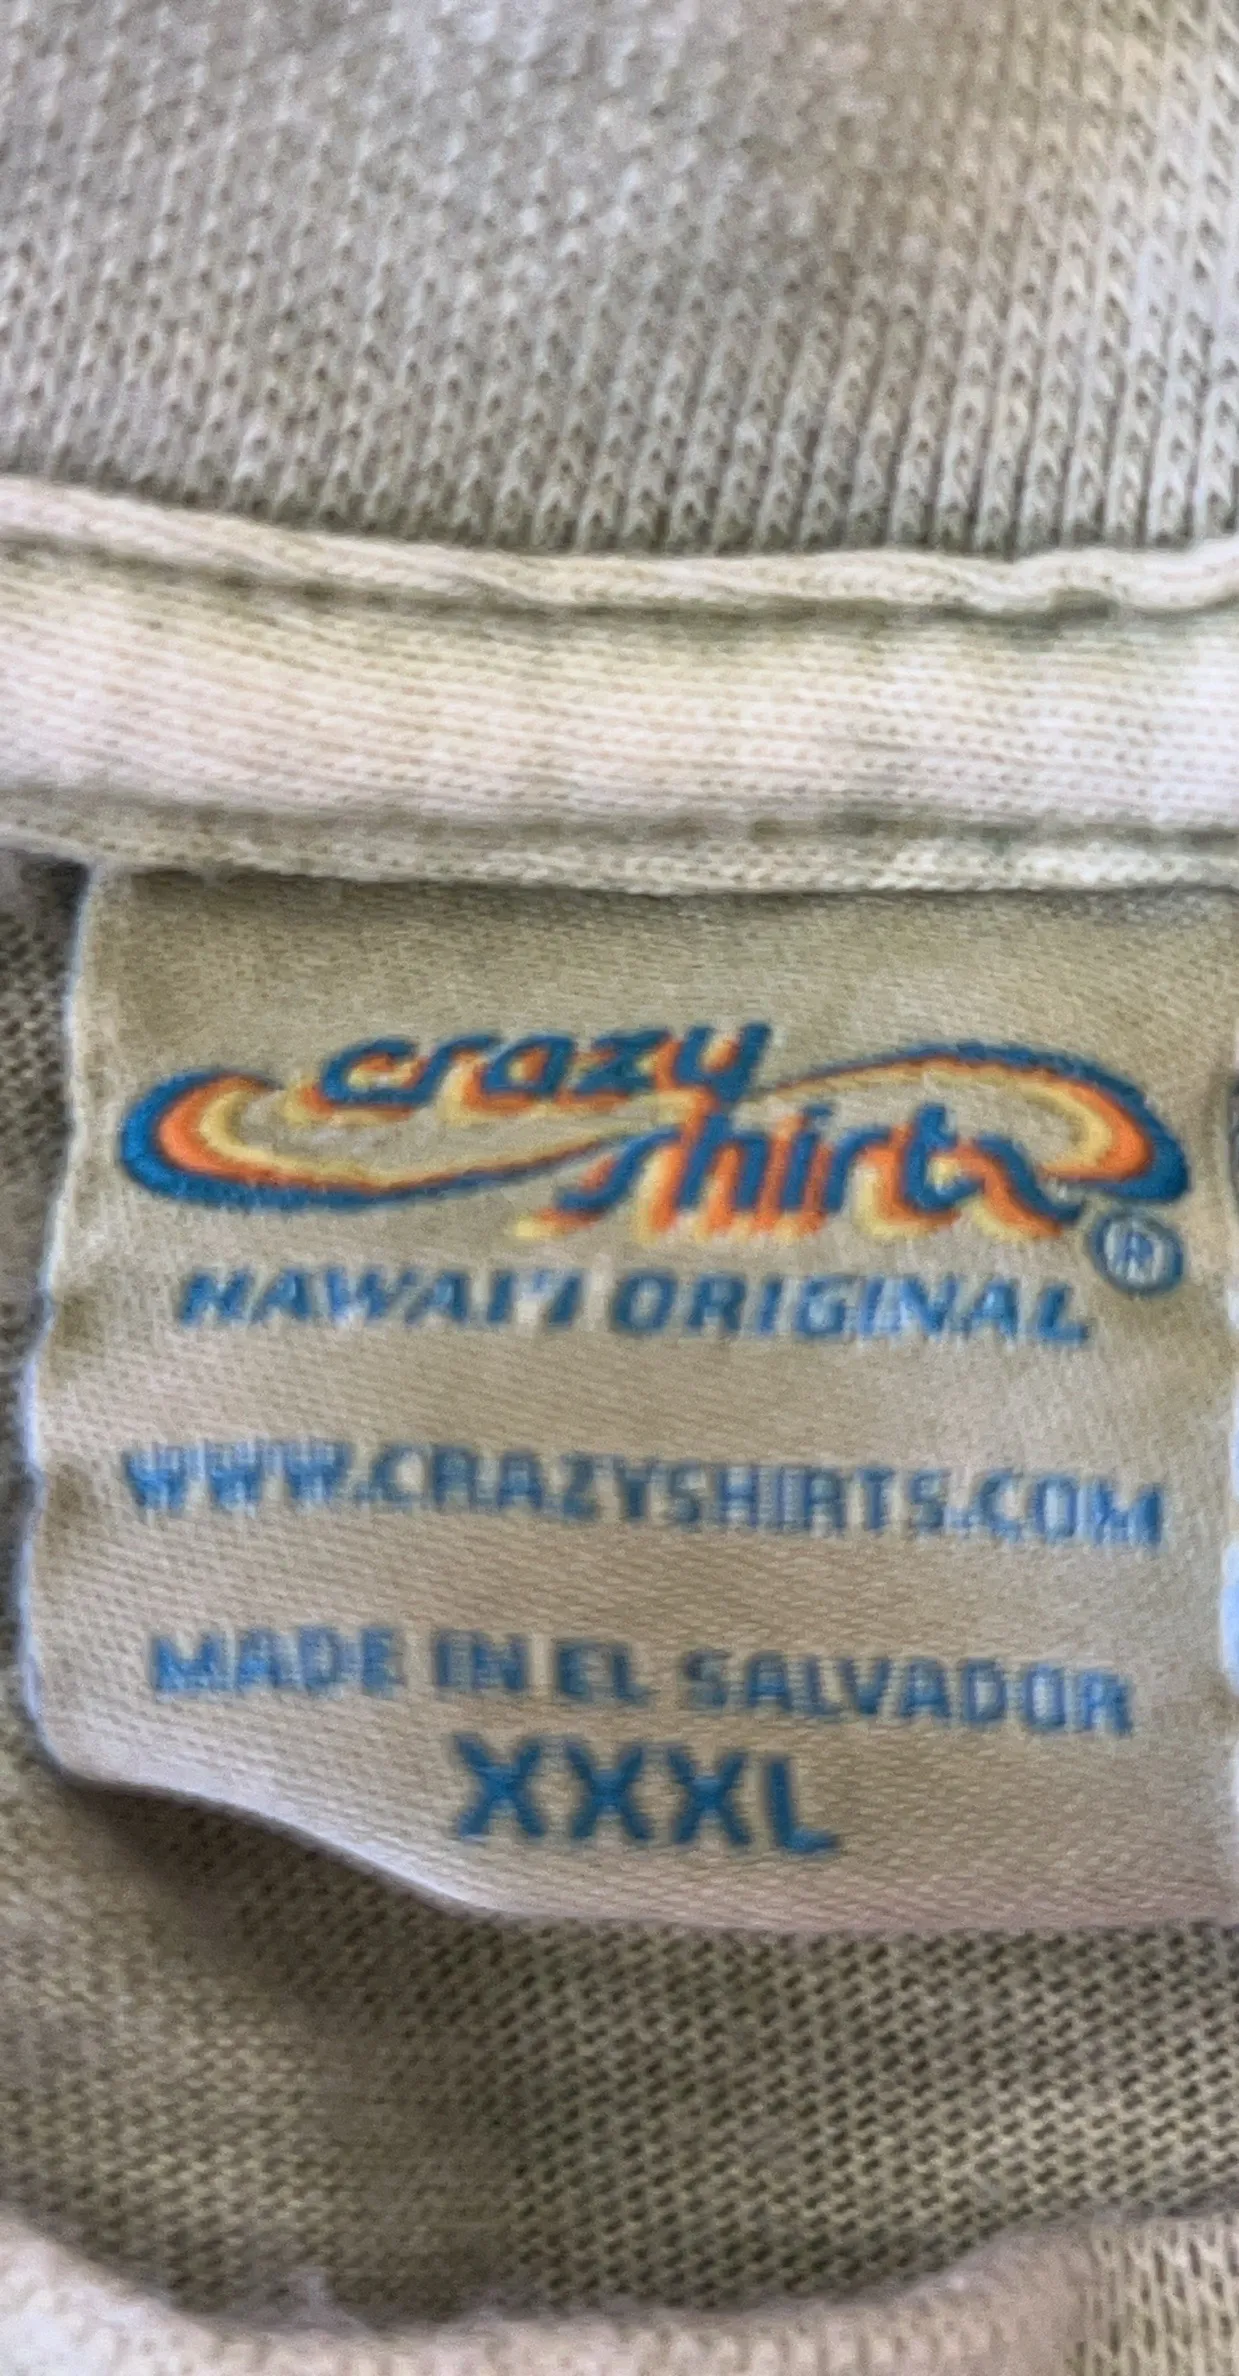 crazy
shirts®
HAWAI'I ORIGINAL
WWW.CRAZYSHIRTS.COM
MADE IN EL SALVADOR
XXXL